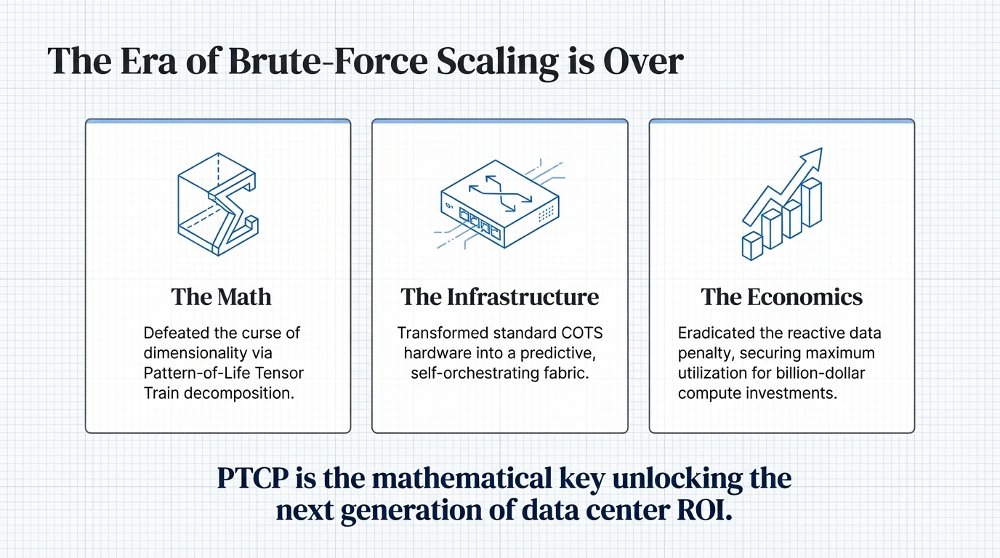 The Era of Brute-Force Scaling is Over
The Math
Defeated the curse of
dimensionality via
Pattern-of-Life Tensor
Train decomposition.
The Infrastructure
Transformed standard COTS
hardware into a predictive,
self-orchestrating fabric.
The Economics
Eradicated the reactive data
penalty, securing maximum
utilization for billion-dollar
compute investments.
PTCP is the mathematical key unlocking the
next generation of data center ROI.